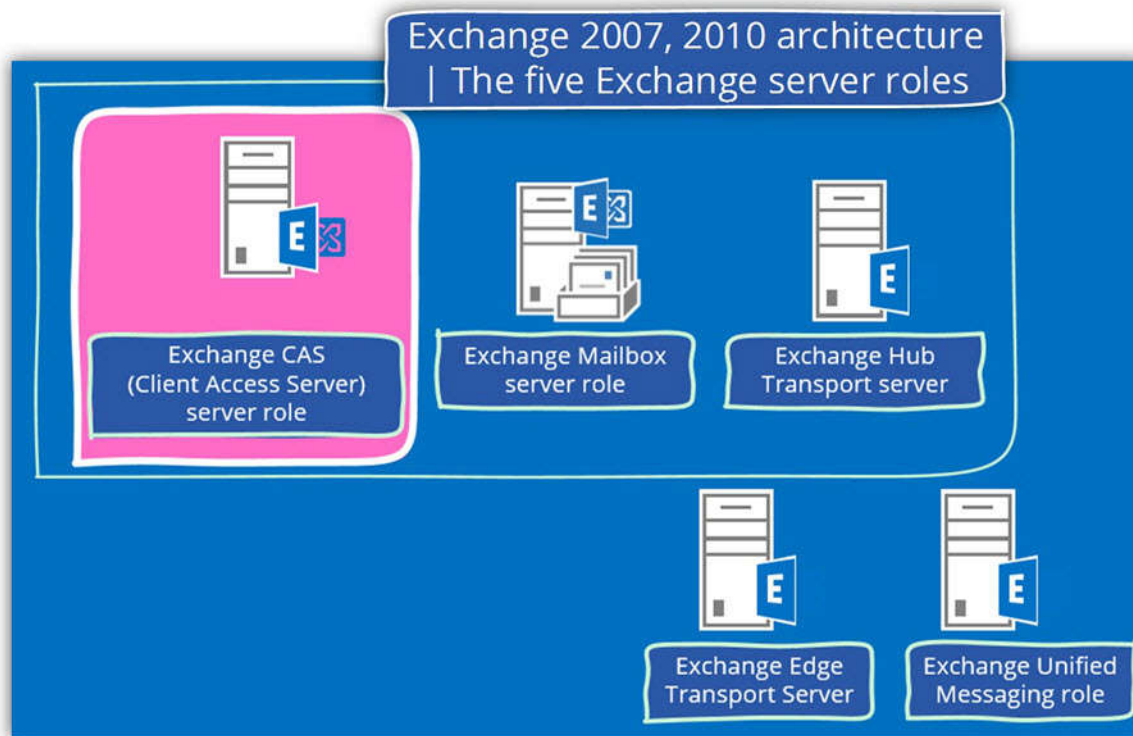 Exchange 2007, 2010 architecture
| The five Exchange server roles
E
E
E
Exchange CAS
(Client Access Server)
server role
Exchange Mailbox
server role
Exchange Hub
Transport server
E
E
Exchange Edge
Transport Server
Exchange Unified
Messaging role